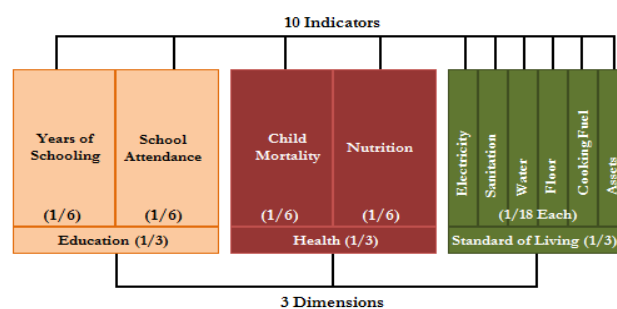 10 Indicators
Years of
Schooling
(1/6)
School
Attendance
(1/6)
Education (1/3)
Child
Mortality
(1/6)
Nutrition
(1/6)
Health (1/3)
Electricity
Sanitation
Water
Floor
Cooking Fuel
Assets
(1/18 Each)
Standard of Living (1/3)
3 Dimensions